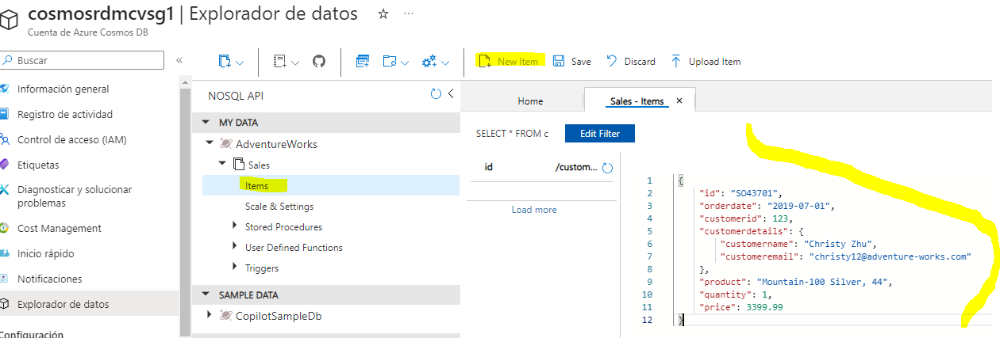 cosmosrdmcvsg1 | Explorador de datos ☆ ...
Cuenta de Azure Cosmos DB
Buscar
Información general
Registro de actividad
Control de acceso (IAM)
Etiquetas
Diagnosticar y solucionar
problemas
Cost Management
Inicio rápido
Notificaciones
Explorador de datos
Configuración
NOSQL API
MY DATA
AdventureWorks
Sales
Items
Scale & Settings
Stored Procedures
User Defined Functions
Triggers
SAMPLE DATA
CopilotSampleDb
New Item Save Discard Upload Item
Home Sales - Items
SELECT * FROM c Edit Filter
id /custom...
Load more
1 {
2 "id": "SO43701",
3 "orderdate": "2019-07-01",
4 "customerid": 123,
5 "customerdetails": {
6 "customername": "Christy Zhu",
7 "customeremail": "christy12@adventure-works.com"
8 },
9 "product": "Mountain-100 Silver, 44",
10 "quantity": 1,
11 "price": 3399.99
12 }